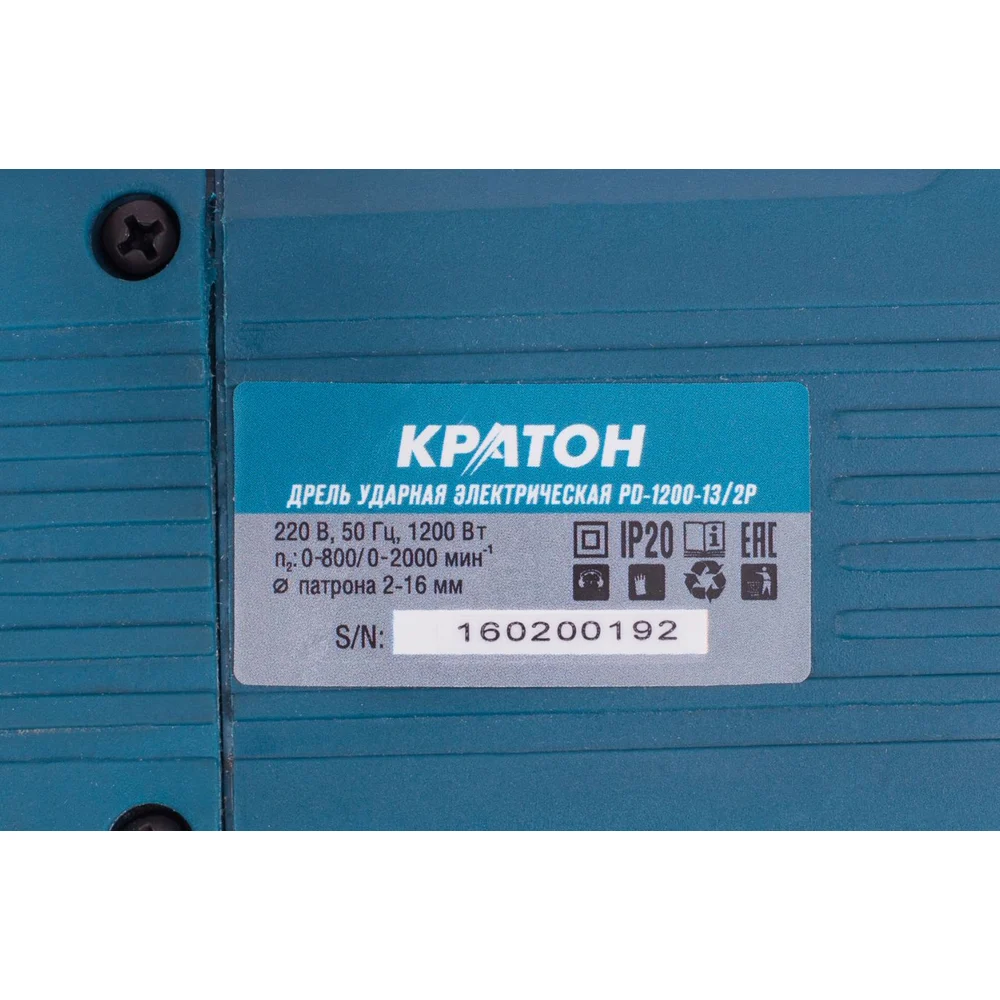 КРАТОН
ДРЕЛЬ УДАРНАЯ ЭЛЕКТРИЧЕСКАЯ PD-1200-13/2P
220 В, 50 Гц, 1200 Вт
n₂: 0-800/0-2000 мин⁻¹
⌀ патрона 2-16 мм
IP20
EAC
S/N: 160200192